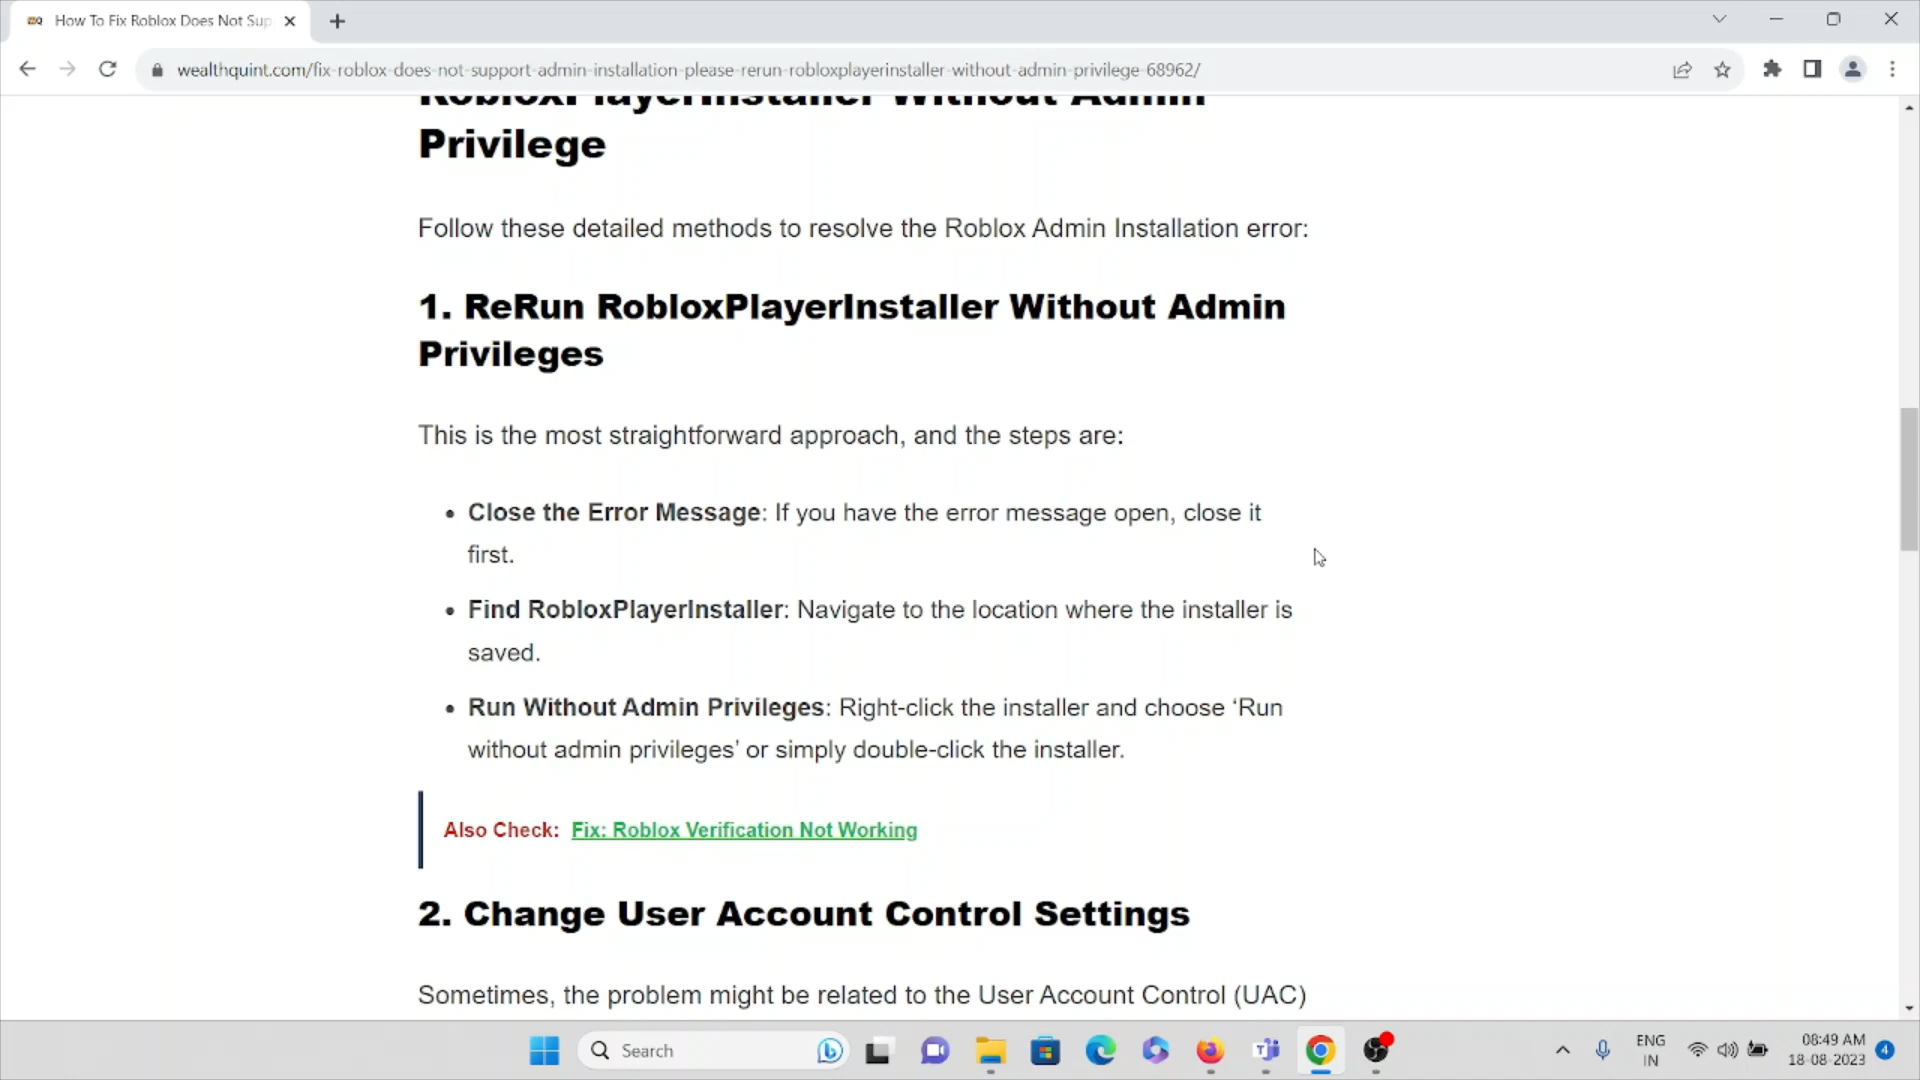 How To Fix Roblox Does Not Sup
wealthquint.com/fix-roblox-does-not-support-admin-installation-please-rerun-robloxplayerinstaller-without-admin-privilege-68962/
RobloxPlayerInstaller Without Admin
Privilege
Follow these detailed methods to resolve the Roblox Admin Installation error:
1. ReRun RobloxPlayerInstaller Without Admin
Privileges
This is the most straightforward approach, and the steps are:
• Close the Error Message: If you have the error message open, close it
first.
• Find RobloxPlayerInstaller: Navigate to the location where the installer is
saved.
• Run Without Admin Privileges: Right-click the installer and choose ‘Run
without admin privileges’ or simply double-click the installer.
Also Check: Fix: Roblox Verification Not Working
2. Change User Account Control Settings
Sometimes, the problem might be related to the User Account Control (UAC)
Search
ENG
IN
08:49 AM
18-08-2023
4